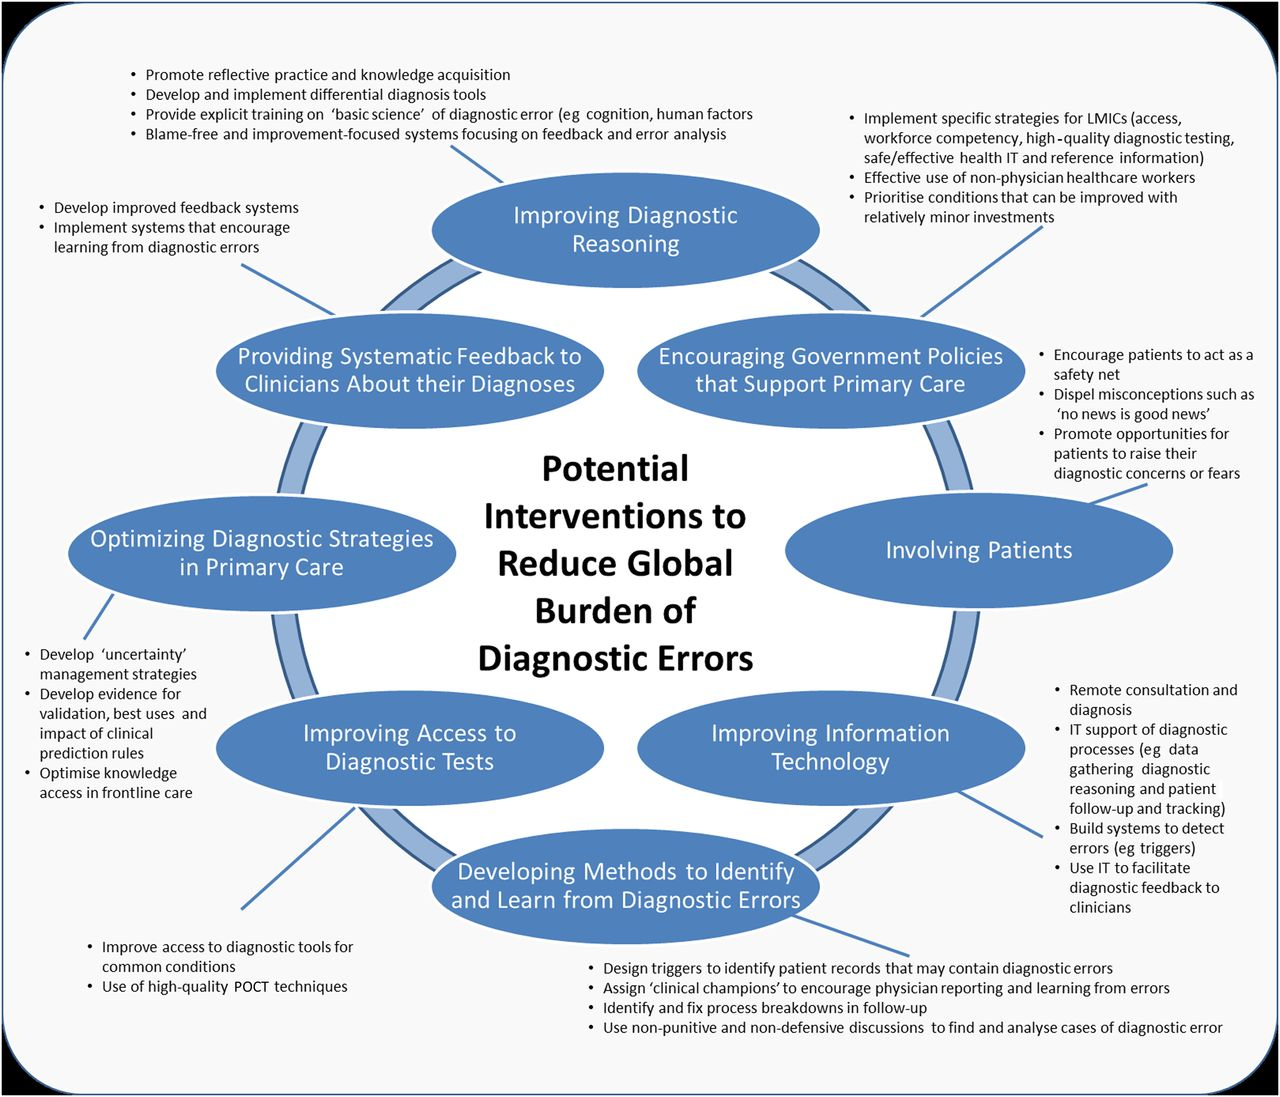 • Promote reflective practice and knowledge acquisition
• Develop and implement differential diagnosis tools
• Provide explicit training on ‘basic science’ of diagnostic error (eg cognition, human factors
• Blame-free and improvement-focused systems focusing on feedback and error analysis
• Implement specific strategies for LMICs (access,
workforce competency, high-quality diagnostic testing,
safe/effective health IT and reference information)
• Effective use of non-physician healthcare workers
• Prioritise conditions that can be improved with
relatively minor investments
• Develop improved feedback systems
• Implement systems that encourage
learning from diagnostic errors
Improving Diagnostic
Reasoning
Providing Systematic Feedback to
Clinicians About their Diagnoses
Encouraging Government Policies
that Support Primary Care
• Encourage patients to act as a
safety net
• Dispel misconceptions such as
‘no news is good news’
• Promote opportunities for
patients to raise their
diagnostic concerns or fears
Potential
Interventions to
Reduce Global
Burden of
Diagnostic Errors
Optimizing Diagnostic Strategies
in Primary Care
Involving Patients
• Develop ‘uncertainty’
management strategies
• Develop evidence for
validation, best uses and
impact of clinical
prediction rules
• Optimise knowledge
access in frontline care
Improving Access to
Diagnostic Tests
Improving Information
Technology
• Remote consultation and
diagnosis
• IT support of diagnostic
processes (eg data
gathering diagnostic
reasoning and patient
follow-up and tracking)
• Build systems to detect
errors (eg triggers)
• Use IT to facilitate
diagnostic feedback to
clinicians
Developing Methods to Identify
and Learn from Diagnostic Errors
• Improve access to diagnostic tools for
common conditions
• Use of high-quality POCT techniques
• Design triggers to identify patient records that may contain diagnostic errors
• Assign ‘clinical champions’ to encourage physician reporting and learning from errors
• Identify and fix process breakdowns in follow-up
• Use non-punitive and non-defensive discussions to find and analyse cases of diagnostic error